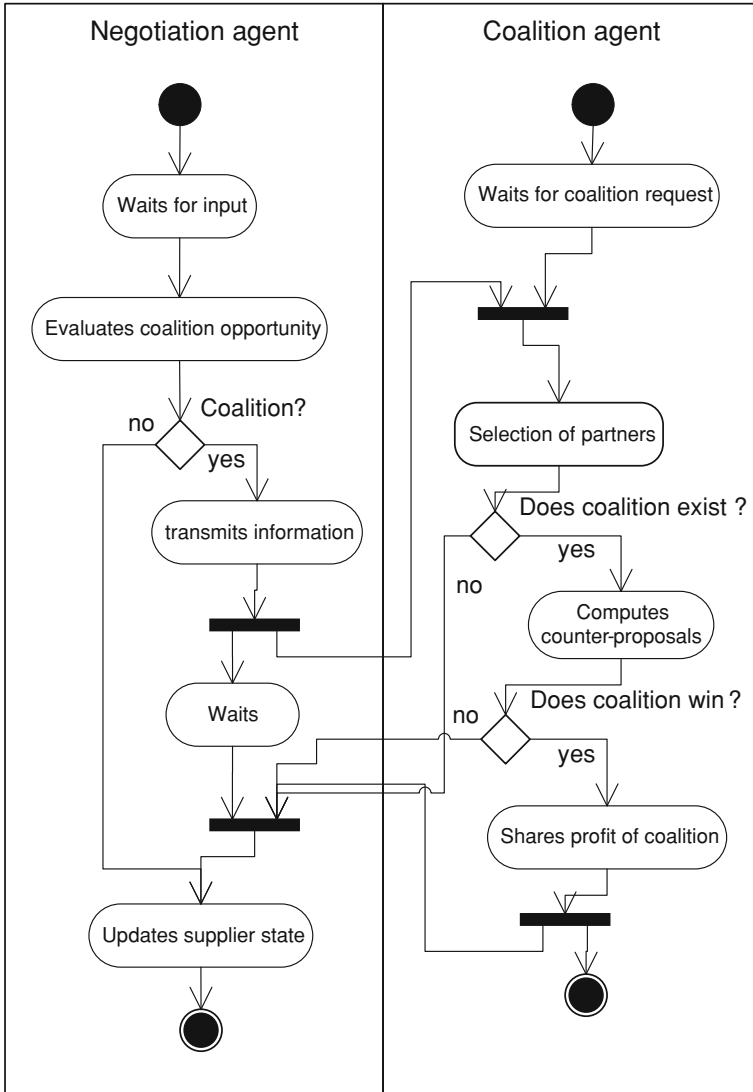 Negotiation agent
Coalition agent
Waits for input
Waits for coalition request
Evaluates coalition opportunity
Coalition?
no
yes
Selection of partners
transmits information
Does coalition exist ?
yes
no
Computes
counter-proposals
Waits
Does coalition win ?
no
yes
Shares profit of coalition
Updates supplier state